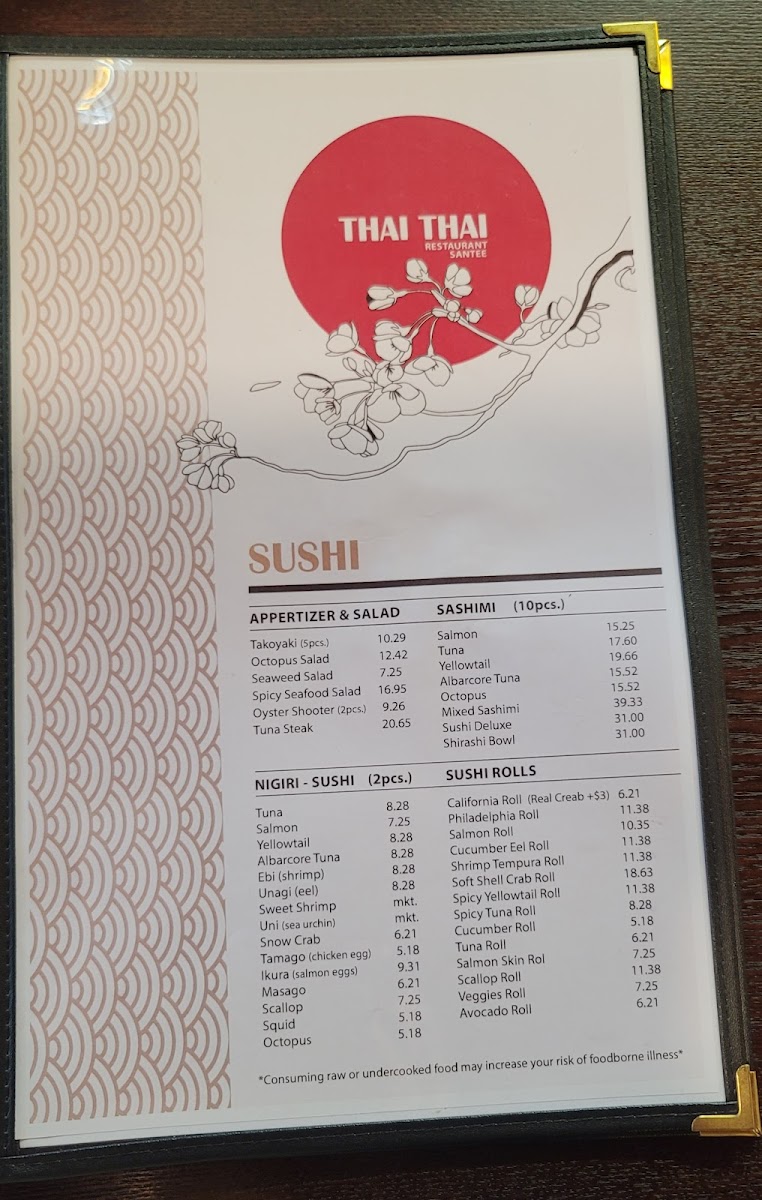 THAI THAI
RESTAURANT
SANTEE
SUSHI
APPERTIZER & SALAD
Takoyaki (5pcs.) 10.29
Octopus Salad 12.42
Seaweed Salad 7.25
Spicy Seafood Salad 16.95
Oyster Shooter (2pcs.) 9.26
Tuna Steak 20.65
SASHIMI (10pcs.)
Salmon 15.25
Tuna 17.60
Yellowtail 19.66
Albarcore Tuna 15.52
Octopus 15.52
Mixed Sashimi 39.33
Sushi Deluxe 31.00
Shirashi Bowl 31.00
NIGIRI - SUSHI (2pcs.)
Tuna 8.28
Salmon 7.25
Yellowtail 8.28
Albarcore Tuna 8.28
Ebi (shrimp) 8.28
Unagi (eel) 8.28
Sweet Shrimp mkt.
Uni (sea urchin) mkt.
Snow Crab 6.21
Tamago (chicken egg) 5.18
Ikura (salmon eggs) 9.31
Masago 6.21
Scallop 7.25
Squid 5.18
Octopus 5.18
SUSHI ROLLS
California Roll (Real Creab +$3) 6.21
Philadelphia Roll 11.38
Salmon Roll 10.35
Cucumber Eel Roll 11.38
Shrimp Tempura Roll 11.38
Soft Shell Crab Roll 18.63
Spicy Yellowtail Roll 11.38
Spicy Tuna Roll 8.28
Cucumber Roll 5.18
Tuna Roll 6.21
Salmon Skin Rol 7.25
Scallop Roll 11.38
Veggies Roll 7.25
Avocado Roll 6.21
*Consuming raw or undercooked food may increase your risk of foodborne illness*